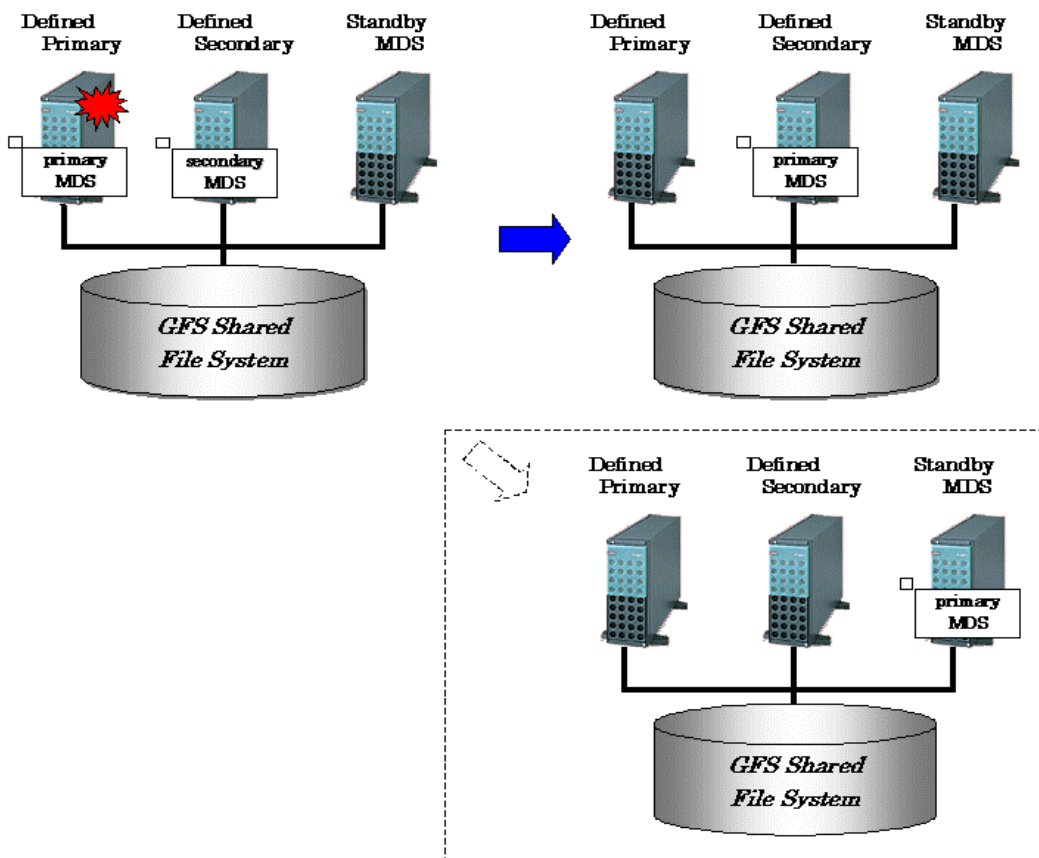 Defined
Primary
Defined
Secondary
Standby
MDS
primary
MDS
secondary
MDS
GFS Shared
File System
Defined
Primary
Defined
Secondary
Standby
MDS
primary
MDS
GFS Shared
File System
Defined
Primary
Defined
Secondary
Standby
MDS
primary
MDS
GFS Shared
File System